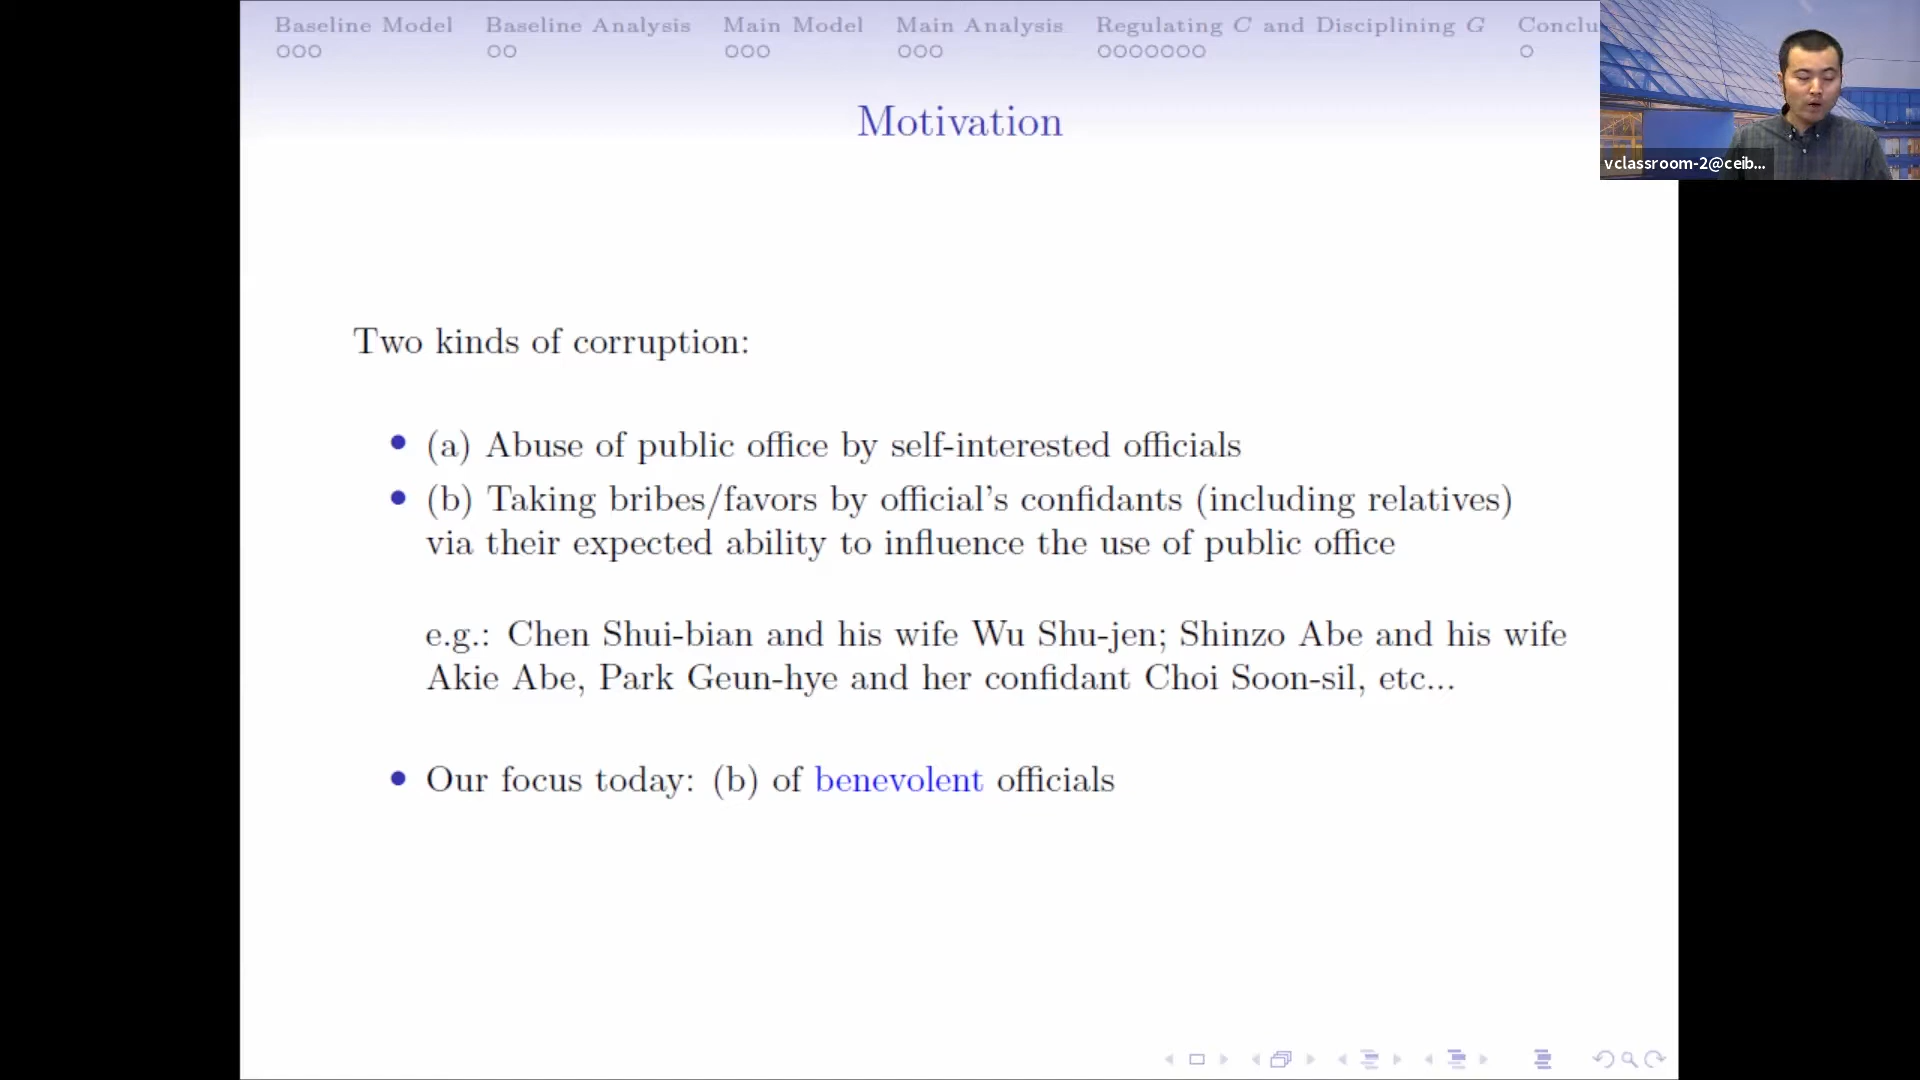 Baseline Model Baseline Analysis Main Model Main Analysis Regulating C and Disciplining G Conclu
Motivation
vclassroom-2@ceib...
Two kinds of corruption:
(a) Abuse of public office by self-interested officials
(b) Taking bribes/favors by official's confidants (including relatives)
via their expected ability to influence the use of public office
e.g.: Chen Shui-bian and his wife Wu Shu-jen; Shinzo Abe and his wife
Akie Abe, Park Geun-hye and her confidant Choi Soon-sil, etc...
Our focus today: (b) of benevolent officials